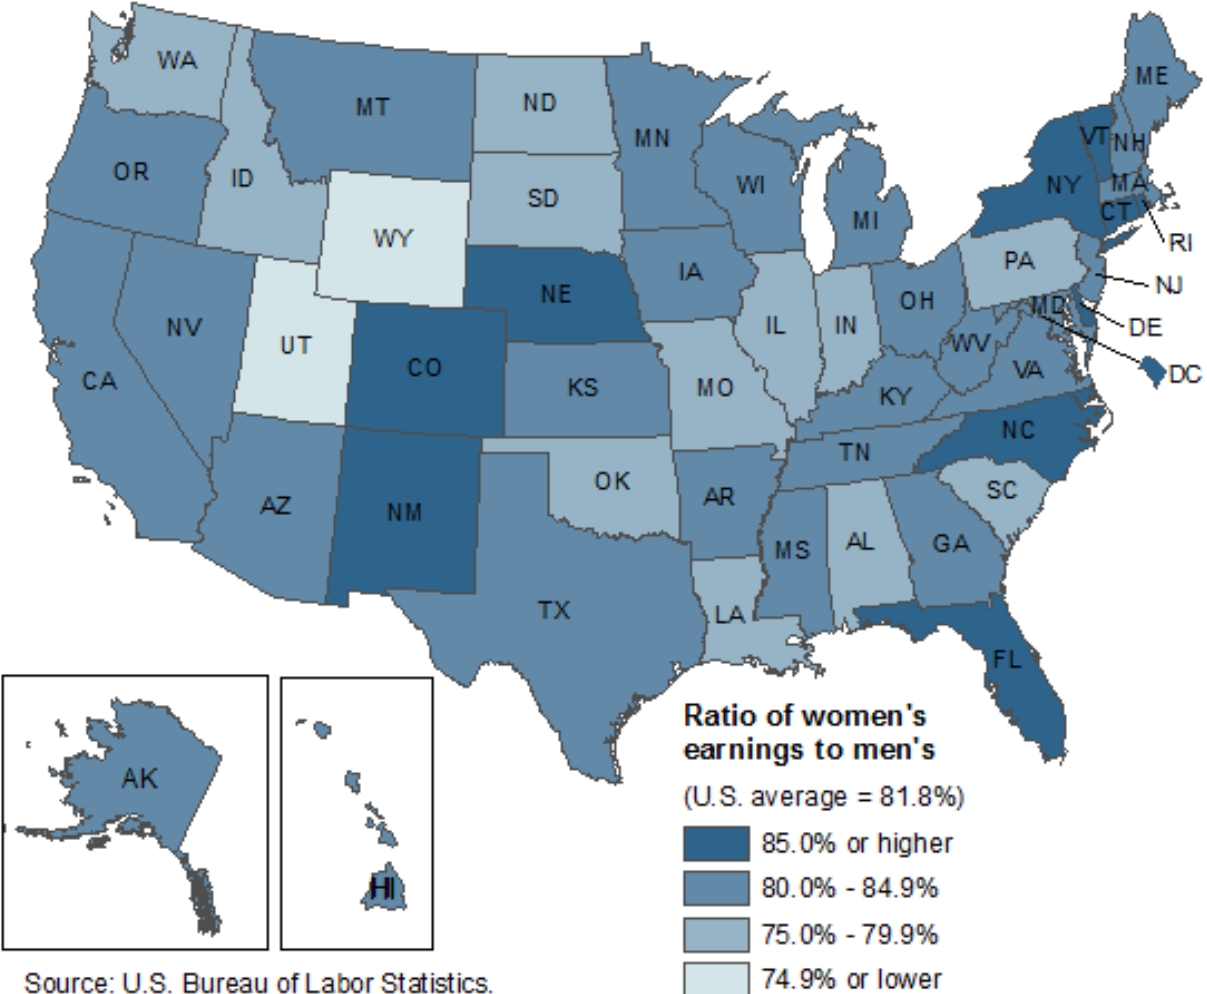 WA
MT
ND
MN
ME
VT
NH
OR
ID
SD
WI
MI
NY
MA
CT
RI
WY
IA
PA
NJ
NE
OH
MD
DE
NV
UT
CO
IL
IN
WV
DC
CA
KS
MO
KY
VA
NC
TN
AZ
NM
OK
AR
SC
MS
AL
GA
TX
LA
FL
AK
HI
Ratio of women's
earnings to men's
(U.S. average = 81.8%)
85.0% or higher
80.0% - 84.9%
75.0% - 79.9%
74.9% or lower
Source: U.S. Bureau of Labor Statistics.